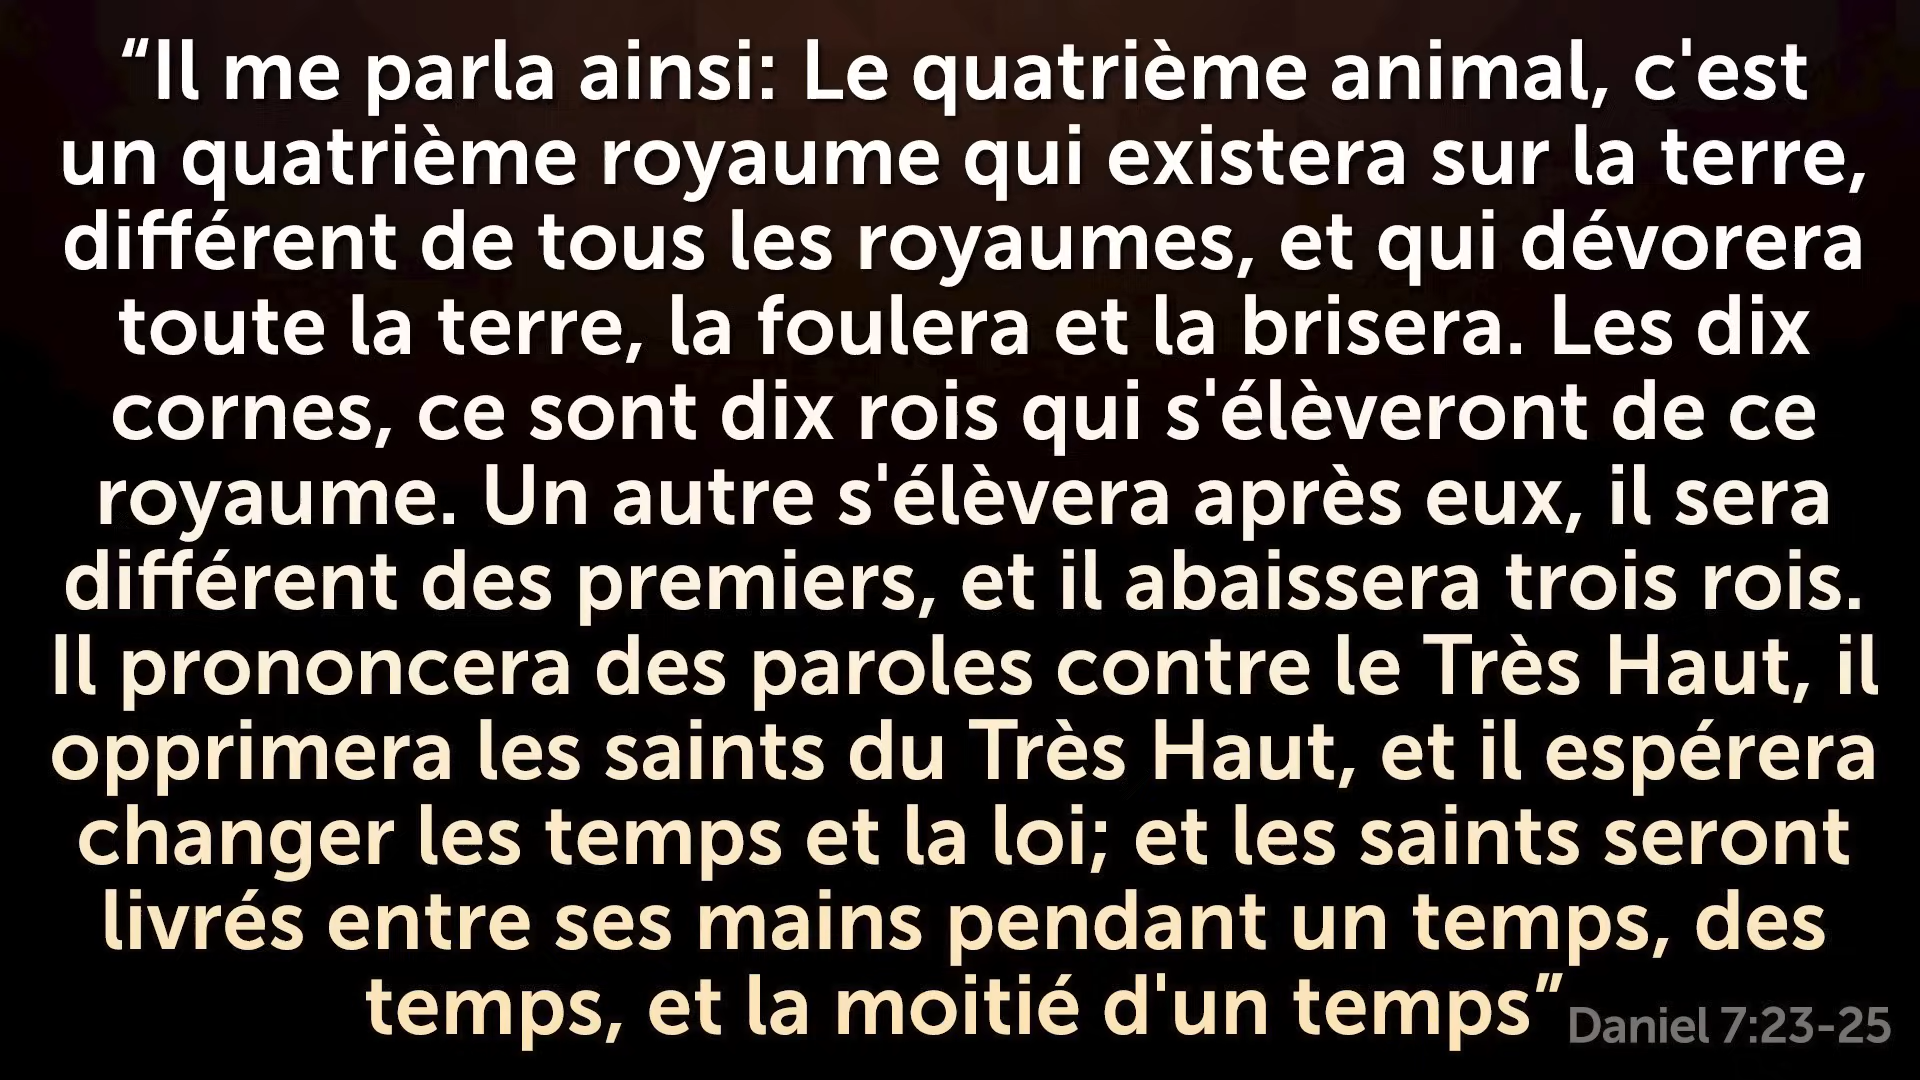 “Il me parla ainsi: Le quatrième animal, c'est
un quatrième royaume qui existera sur la terre,
différent de tous les royaumes, et qui dévorera
toute la terre, la foulera et la brisera. Les dix
cornes, ce sont dix rois qui s'élèveront de ce
royaume. Un autre s'élèvera après eux, il sera
différent des premiers, et il abaissera trois rois.
Il prononcera des paroles contre le Très Haut, il
opprimera les saints du Très Haut, et il espérera
changer les temps et la loi; et les saints seront
livrés entre ses mains pendant un temps, des
temps, et la moitié d'un temps”
Daniel 7:23-25